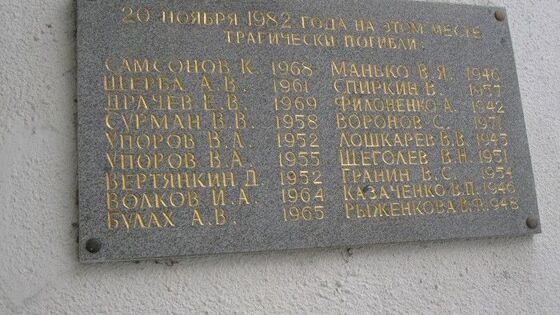 20 НОЯБРЯ 1982 ГОДА НА ЭТОМ МЕСТЕ
ТРАГИЧЕСКИ ПОГИБЛИ:
САМСОНОВ К. 1968 МАНЬКО В.Я. 1946
ЩЕРБА А.В. 1961 СПИРКИН В. 1957
ДРАЧЕВ Е.В. 1969 ФИЛОНЕНКО А. 1942
СУРМАН В.В. 1958 ВОРОНОВ С. 1971
УПОРОВ В.А. 1952 ЛОШКАРЕВ В.В. 1945
УПОРОВ В.А. 1955 ЩЕГОЛЕВ В.Н. 1951
ВЕРТЯНКИН Д. 1952 ГРАНИН В.С. 1954
ВОЛКОВ И.А. 1964 КАЗАЧЕНКО В.П. 1946
БУЛАХ А.В. 1965 РЫЖЕНКОВА В.Ф. 1948